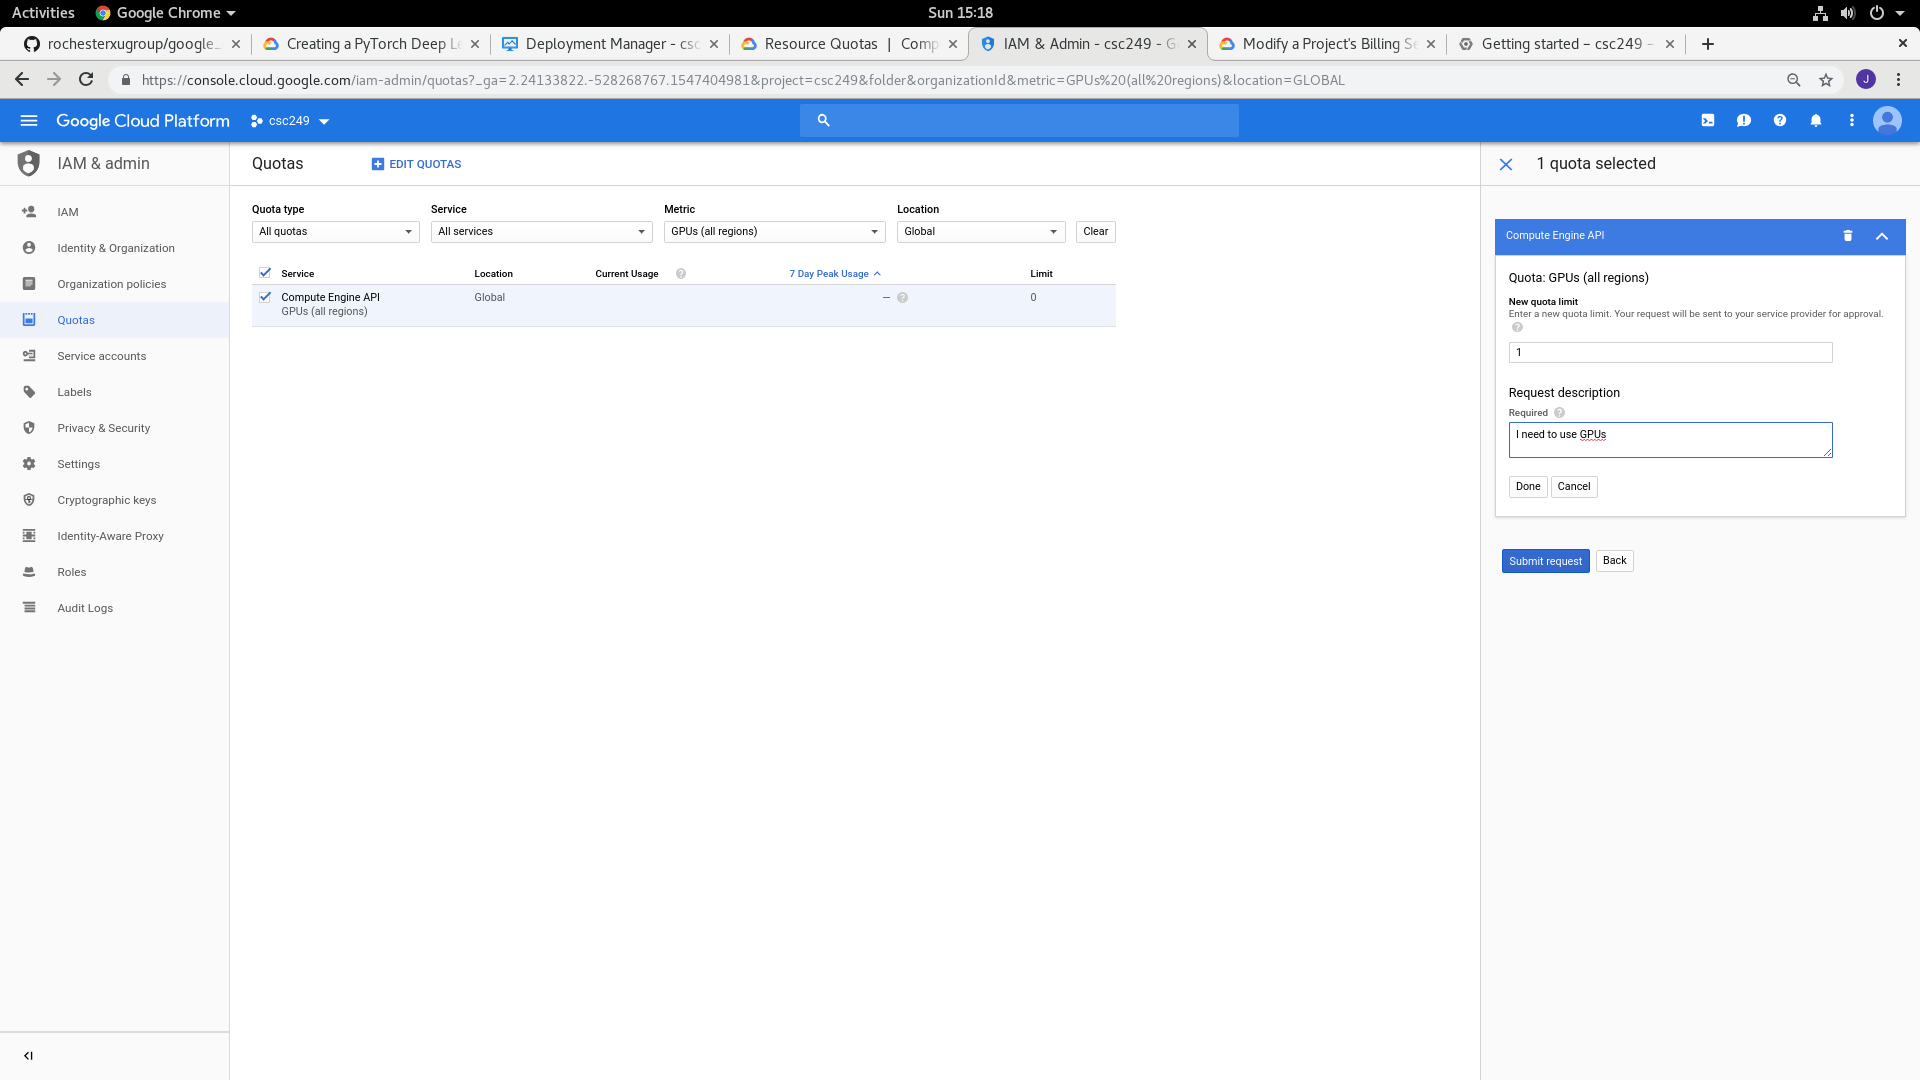 Activities
Google Chrome
Sun 15:18
rochesterxugroup/google_
Creating a PyTorch Deep Le
Deployment Manager - csc
Resource Quotas | Comp
IAM & Admin - csc249 - G
Modify a Project's Billing Se
Getting started – csc249 –
https://console.cloud.google.com/iam-admin/quotas?_ga=2.24133822.-528268767.1547404981&project=csc249&folder&organizationId&metric=GPUs%20(all%20regions)&location=GLOBAL
J
Google Cloud Platform
csc249
IAM & admin
Quotas
EDIT QUOTAS
1 quota selected
IAM
Identity & Organization
Organization policies
Quotas
Service accounts
Labels
Privacy & Security
Settings
Cryptographic keys
Identity-Aware Proxy
Roles
Audit Logs
Quota type
Service
Metric
Location
All quotas
All services
GPUs (all regions)
Global
Clear
Service
Location
Current Usage
7 Day Peak Usage
Limit
Compute Engine API
GPUs (all regions)
Global
—
0
Compute Engine API
Quota: GPUs (all regions)
New quota limit
Enter a new quota limit. Your request will be sent to your service provider for approval.
1
Request description
Required
I need to use GPUs
Done
Cancel
Submit request
Back